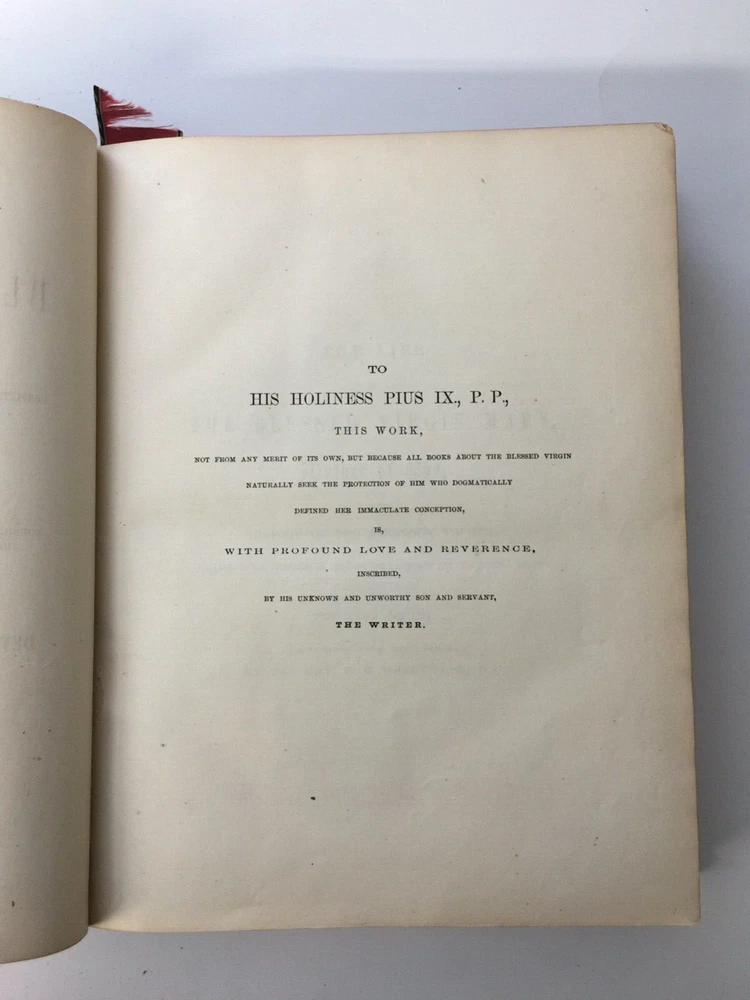 TO
HIS HOLINESS PIUS IX., P. P.,
THIS WORK,
NOT FROM ANY MERIT OF ITS OWN, BUT BECAUSE ALL BOOKS ABOUT THE BLESSED VIRGIN
NATURALLY SEEK THE PROTECTION OF HIM WHO DOGMATICALLY
DEFINED HER IMMACULATE CONCEPTION,
IS,
WITH PROFOUND LOVE AND REVERENCE,
INSCRIBED,
BY HIS UNKNOWN AND UNWORTHY SON AND SERVANT,
THE WRITER.